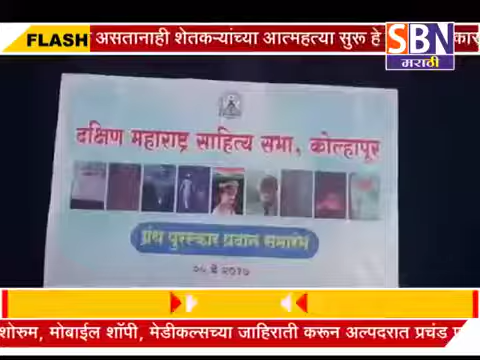 FLASH असतानाही शेतकऱ्यांच्या आत्महत्या सुरू हे
SBN
मराठी
दक्षिण महाराष्ट्र साहित्य सभा, कोल्हापूर
ग्रंथ पुरस्कार प्रदान समारंभ
शोरुम, मोबाईल शॉपी, मेडीकल्सच्या जाहिराती करून अल्पदरात प्रचंड